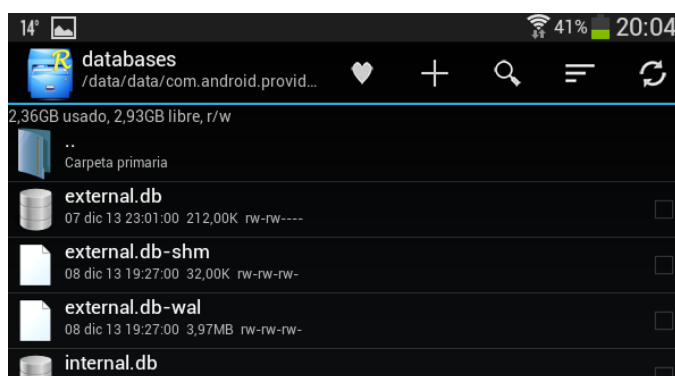 14° 41% 20:04
R databases
/data/data/com.android.provid...
2,36GB usado, 2,93GB libre, r/w
..
Carpeta primaria
external.db
07 dic 13 23:01:00 212,00K rw-rw----
external.db-shm
08 dic 13 19:27:00 32,00K rw-rw-rw-
external.db-wal
08 dic 13 19:27:00 3,97MB rw-rw-rw-
internal.db